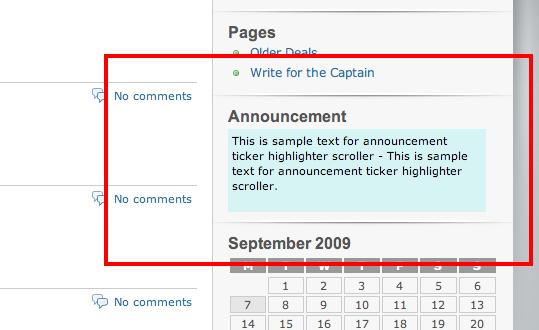 Pages
Older Deals
Write for the Captain
No comments
Announcement
This is sample text for announcement
ticker highlighter scroller - This is sample
text for announcement ticker highlighter
scroller.
No comments
September 2009
M T W T F S S
1 2 3 4 5 6
7 8 9 10 11 12 13
No comments
14 15 16 17 18 19 20